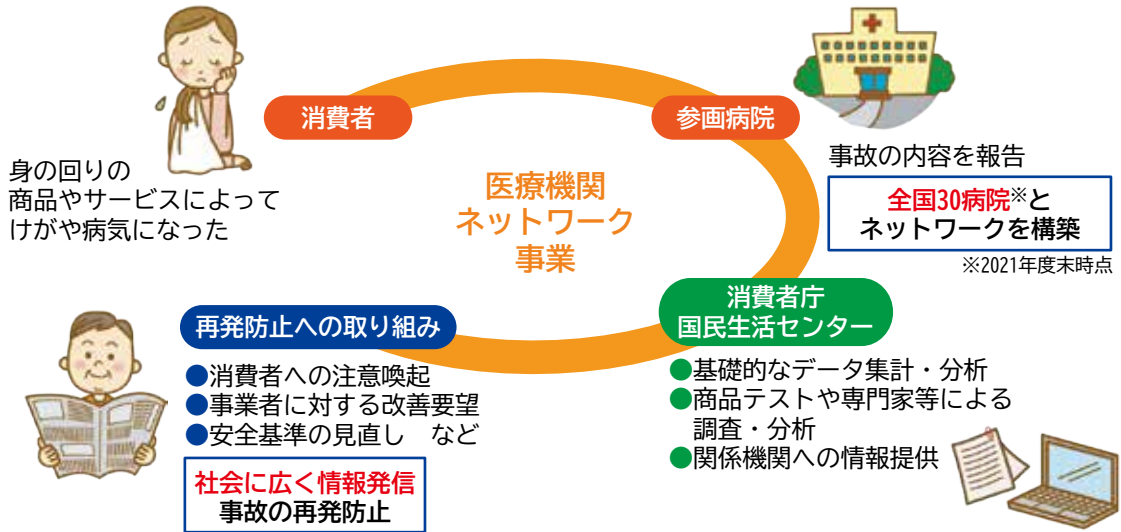 消費者
身の回りの
商品やサービスによって
けがや病気になった
参画病院
事故の内容を報告
全国30病院※と
ネットワークを構築
※2021年度末時点
医療機関
ネットワーク
事業
消費者庁
国民生活センター
●基礎的なデータ集計・分析
●商品テストや専門家等による
調査・分析
●関係機関への情報提供
再発防止への取り組み
●消費者への注意喚起
●事業者に対する改善要望
●安全基準の見直し　など
社会に広く情報発信
事故の再発防止